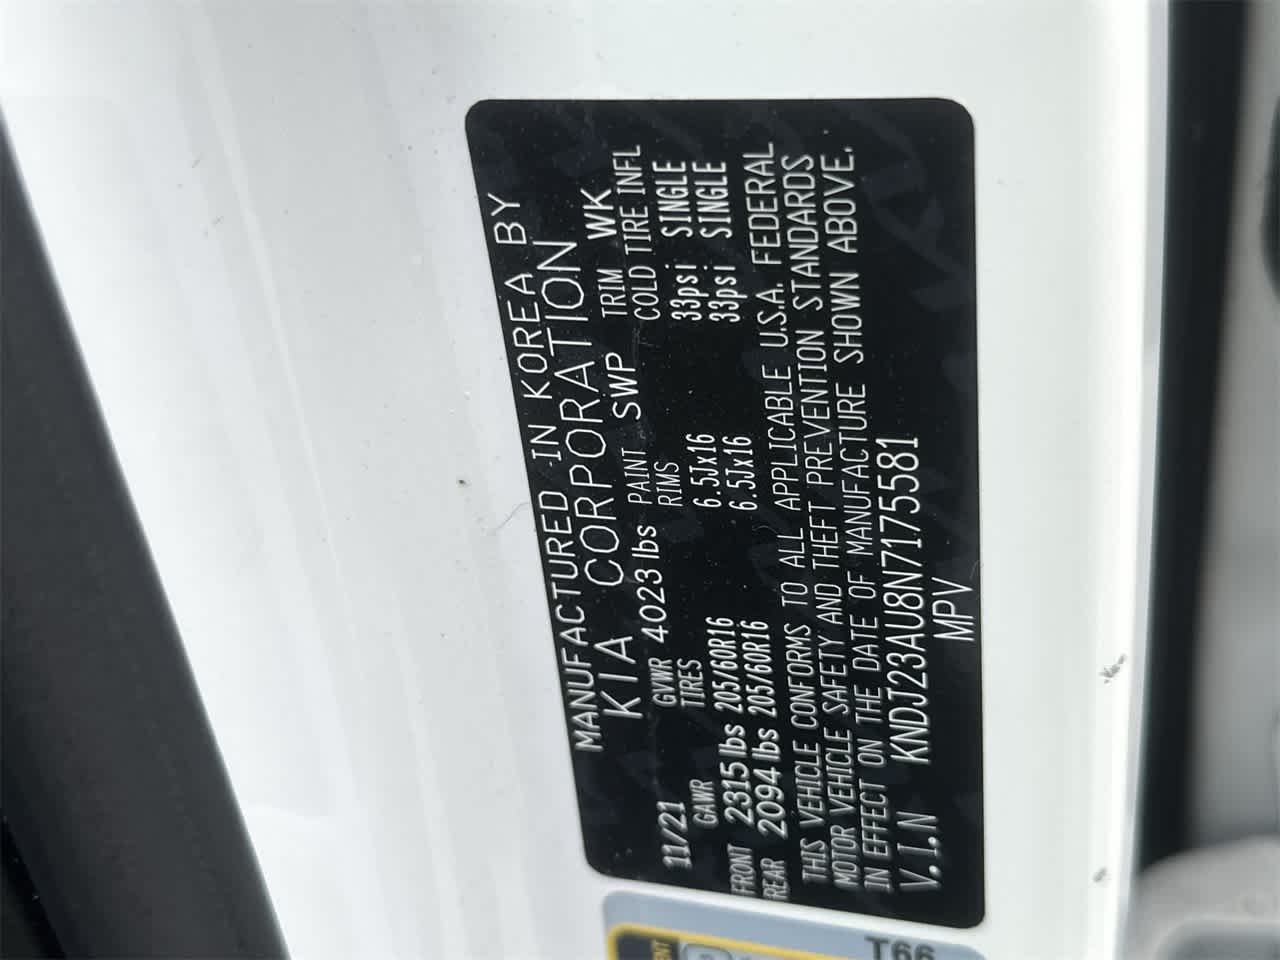 MANUFACTURED IN KOREA BY
KIA CORPORATION
11/21 GVWR 4023 lbs PAINT SWP TRIM WK
GAWR TIRES RIMS COLD TIRE INFL
FRONT 2315 lbs 205/60R16 6.5Jx16 33psi SINGLE
REAR 2094 lbs 205/60R16 6.5Jx16 33psi SINGLE
THIS VEHICLE CONFORMS TO ALL APPLICABLE U.S.A. FEDERAL
MOTOR VEHICLE SAFETY AND THEFT PREVENTION STANDARDS
IN EFFECT ON THE DATE OF MANUFACTURE SHOWN ABOVE.
V.I.N KNDJ23AU8N7175581
MPV
T66